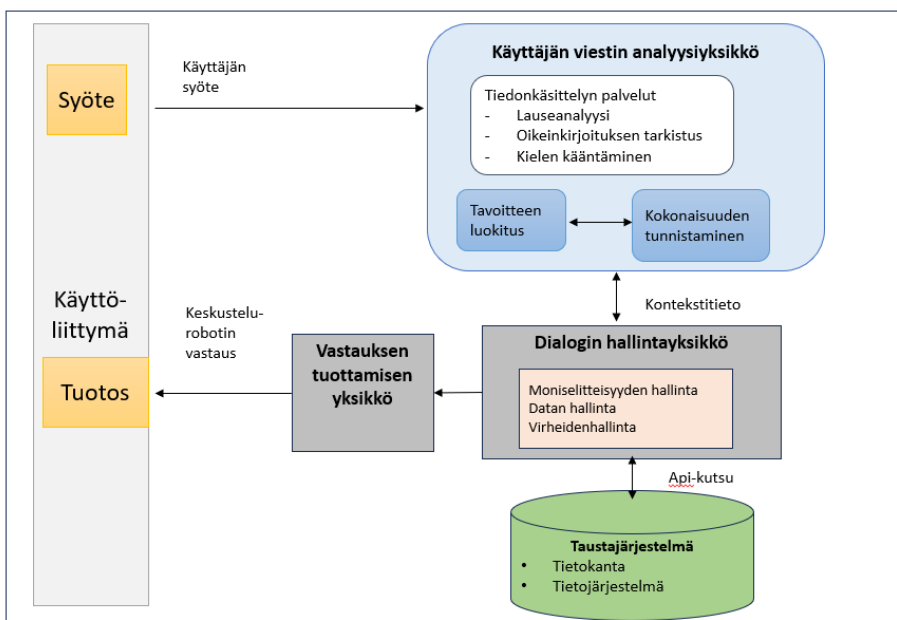 Syöte
Käyttäjän
syöte
Käyttäjän viestin analyysiyksikkö
Tiedonkäsittelyn palvelut
- Lauseanalyysi
- Oikeinkirjoituksen tarkistus
- Kielen kääntäminen
Tavoitteen
luokitus
Kokonaisuuden
tunnistaminen
Kontekstitieto
Käyttö-
liittymä
Tuotos
Keskustelu-
robotin
vastaus
Vastauksen
tuottamisen
yksikkö
Dialogin hallintayksikkö
Moniselitteisyyden hallinta
Datan hallinta
Virheidenhallinta
Api-kutsu
Taustajärjestelmä
• Tietokanta
• Tietojärjestelmä